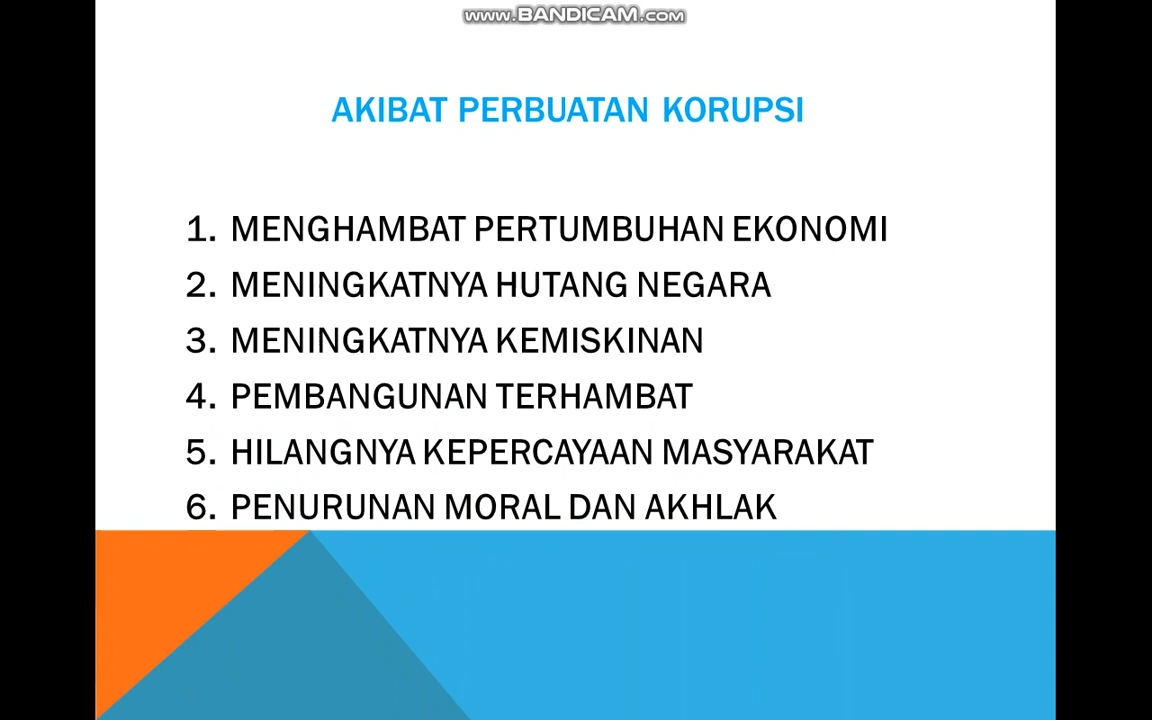 www.BANDICAM.com
AKIBAT PERBUATAN KORUPSI
1. MENGHAMBAT PERTUMBUHAN EKONOMI
2. MENINGKATNYA HUTANG NEGARA
3. MENINGKATNYA KEMISKINAN
4. PEMBANGUNAN TERHAMBAT
5. HILANGNYA KEPERCAYAAN MASYARAKAT
6. PENURUNAN MORAL DAN AKHLAK